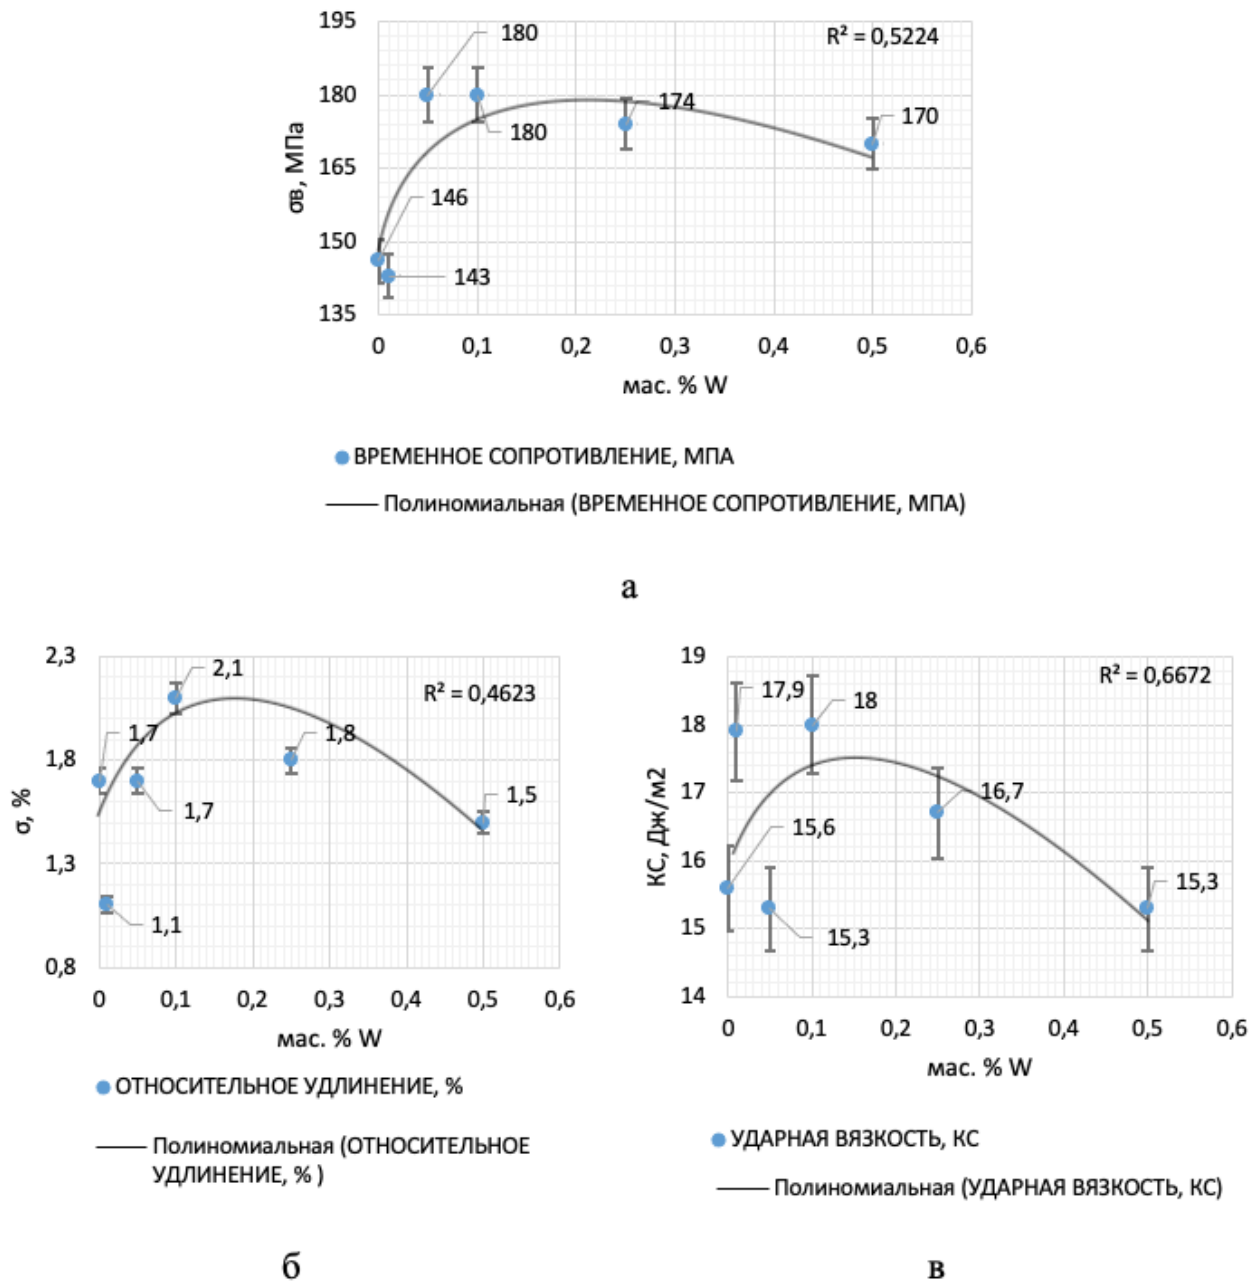 195
180
165
150
135
σв, МПа
R² = 0,5224
180
180
174
170
146
143
0 0,1 0,2 0,3 0,4 0,5 0,6
мас. % W
ВРЕМЕННОЕ СОПРОТИВЛЕНИЕ, МПА
Полиномиальная (ВРЕМЕННОЕ СОПРОТИВЛЕНИЕ, МПА)
а
2,3
1,8
1,3
0,8
σ, %
R² = 0,4623
2,1
1,7
1,7
1,8
1,5
1,1
0 0,1 0,2 0,3 0,4 0,5 0,6
мас. % W
ОТНОСИТЕЛЬНОЕ УДЛИНЕНИЕ, %
Полиномиальная (ОТНОСИТЕЛЬНОЕ
УДЛИНЕНИЕ, % )
б
19
18
17
16
15
14
КС, Дж/м2
R² = 0,6672
17,9
18
16,7
15,6
15,3
15,3
0 0,1 0,2 0,3 0,4 0,5 0,6
мас. % W
УДАРНАЯ ВЯЗКОСТЬ, КС
Полиномиальная (УДАРНАЯ ВЯЗКОСТЬ, КС)
в